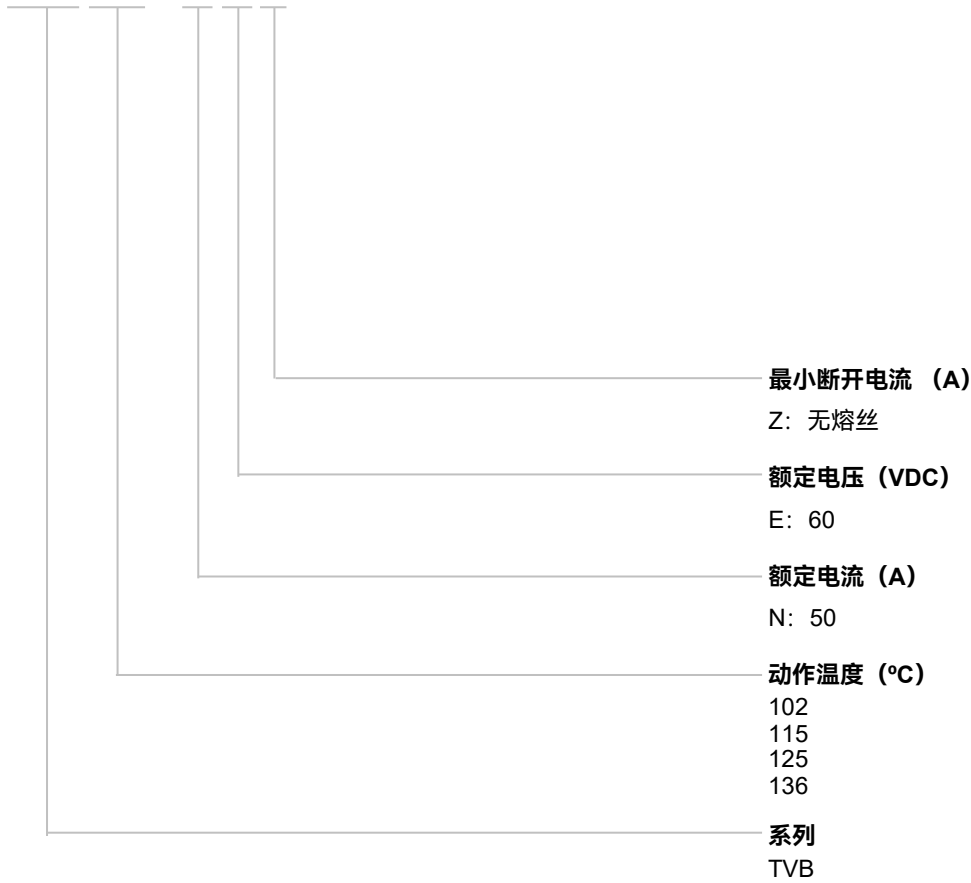 最小断开电流 （A）
Z：无熔丝
额定电压（VDC）
E：60
额定电流（A）
N：50
动作温度（ºC）
102
115
125
136
系列
TVB